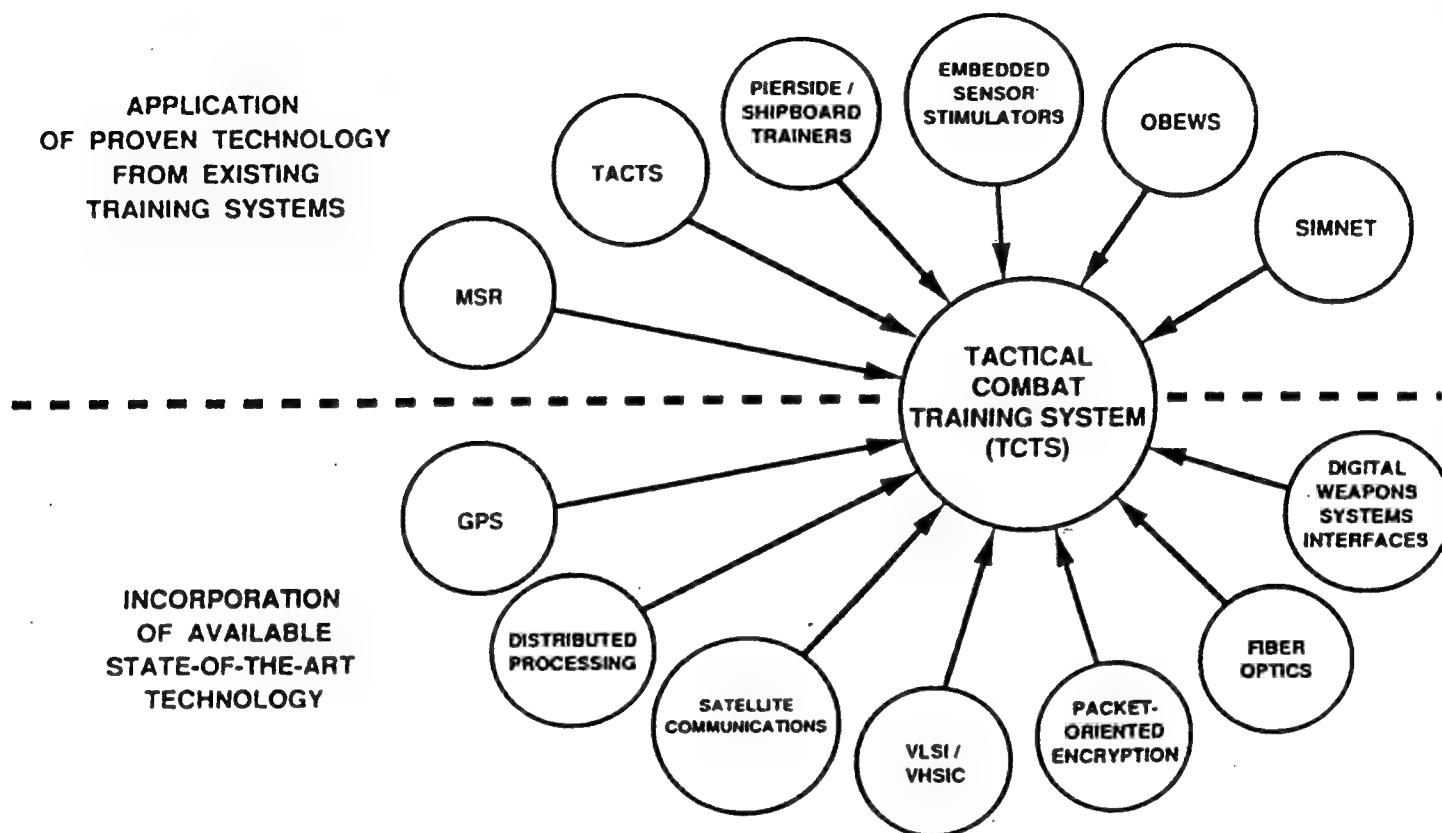 APPLICATION
OF PROVEN TECHNOLOGY
FROM EXISTING
TRAINING SYSTEMS
MSR
TACTS
PIERSIDE /
SHIPBOARD
TRAINERS
EMBEDDED
SENSOR
STIMULATORS
OBEWS
SIMNET
TACTICAL
COMBAT
TRAINING SYSTEM
(TCTS)
INCORPORATION
OF AVAILABLE
STATE-OF-THE-ART
TECHNOLOGY
GPS
DISTRIBUTED
PROCESSING
SATELLITE
COMMUNICATIONS
VLSI /
VHSIC
PACKET-
ORIENTED
ENCRYPTION
FIBER
OPTICS
DIGITAL
WEAPONS
SYSTEMS
INTERFACES